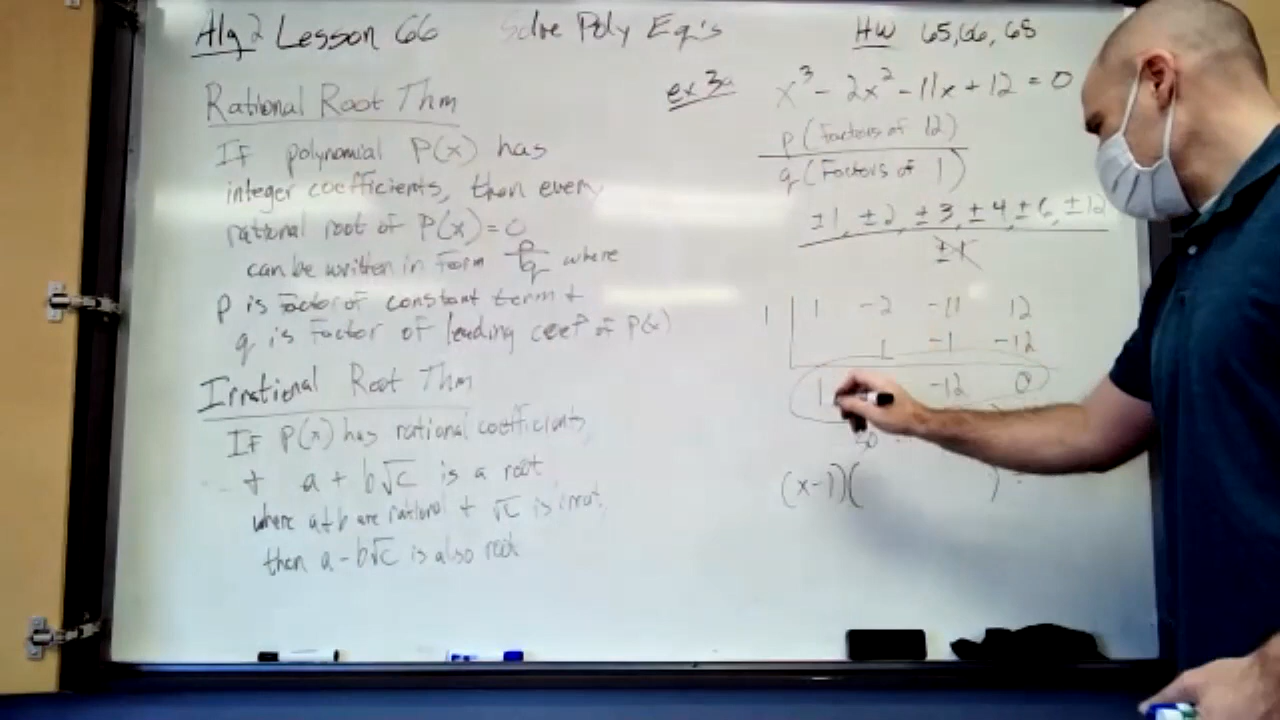 Alg 2 Lesson 66 Solve Poly Eq's
HW 65, 66, 65
Rational Root Thm
If polynomial P(x) has
integer coefficients, then every
rational root of P(x) = 0
can be written in form p/q where
p is factor of constant term +
q is factor of leading coef of P(x)
Irrational Root Thm
If P(x) has rational coefficients
+ a + b√c is a root
where a + b are rational + √c is irrat.
then a - b√c is also root
ex 3a x³ - 2x² - 11x + 12 = 0
p (factors of 12)
q (Factors of 1)
±1, ±2, ±3, ±4, ±6, ±12
±1
1 | 1 -2 -11 12
1 -1 -12
1 -12 0
(x-1)( )